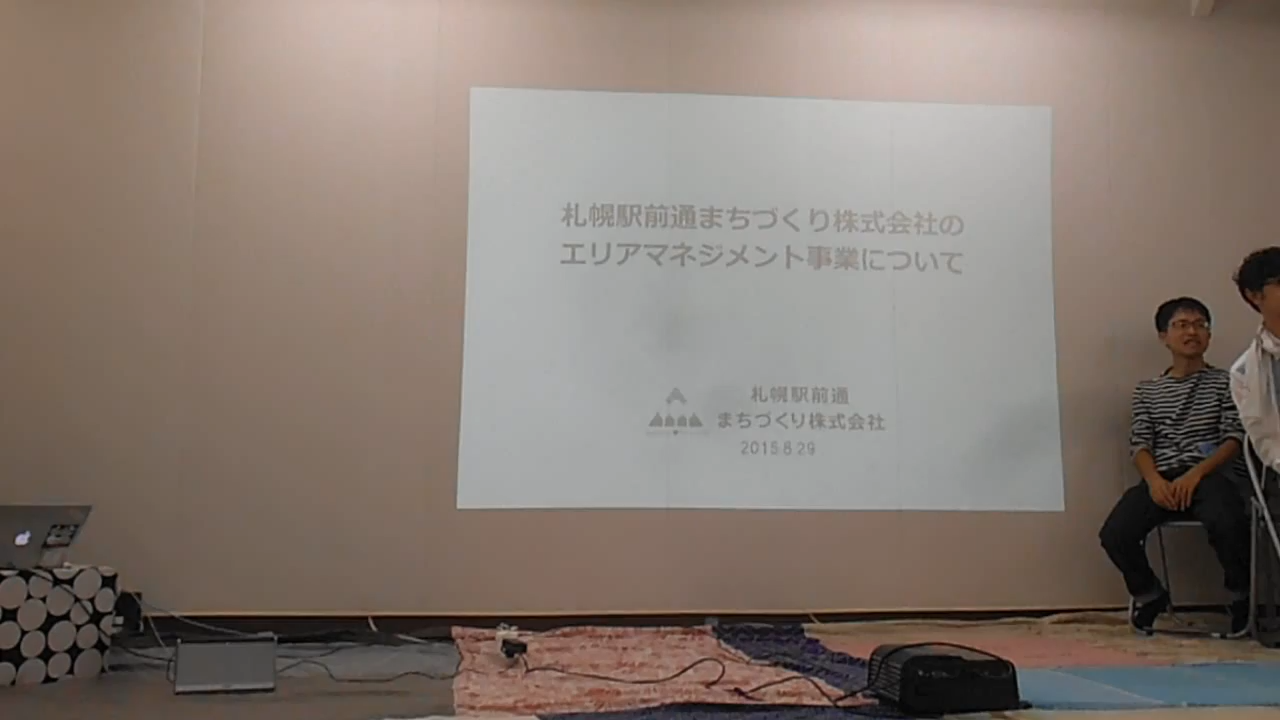 札幌駅前通まちづくり株式会社の
エリアマネジメント事業について
札幌駅前通
まちづくり株式会社
2015.8.29